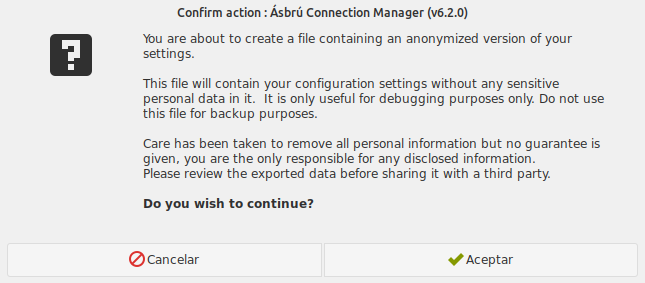 Confirm action : Ásbrú Connection Manager (v6.2.0)
You are about to create a file containing an anonymized version of your
settings.
This file will contain your configuration settings without any sensitive
personal data in it.  It is only useful for debugging purposes only. Do not use
this file for backup purposes.
Care has been taken to remove all personal information but no guarantee is
given, you are the only responsible for any disclosed information.
Please review the exported data before sharing it with a third party.
Do you wish to continue?
Cancelar
Aceptar